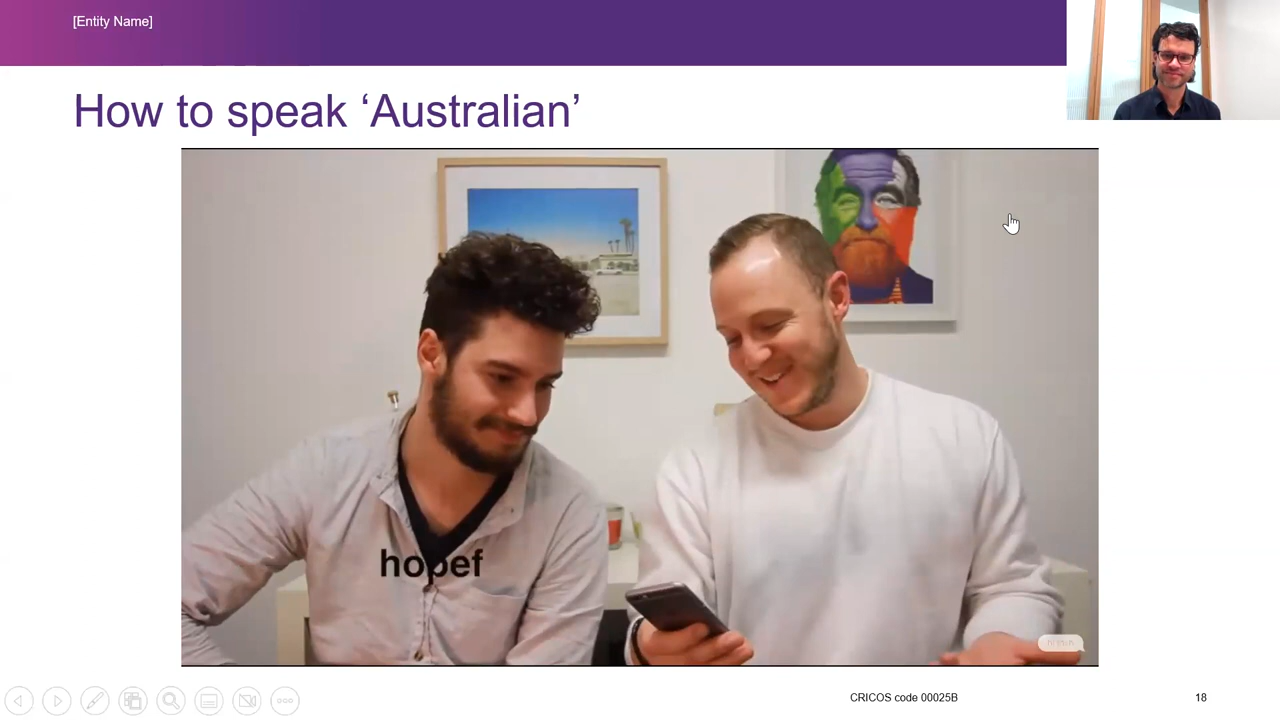 [Entity Name]
How to speak ‘Australian’
hopef
CRICOS code 00025B
18